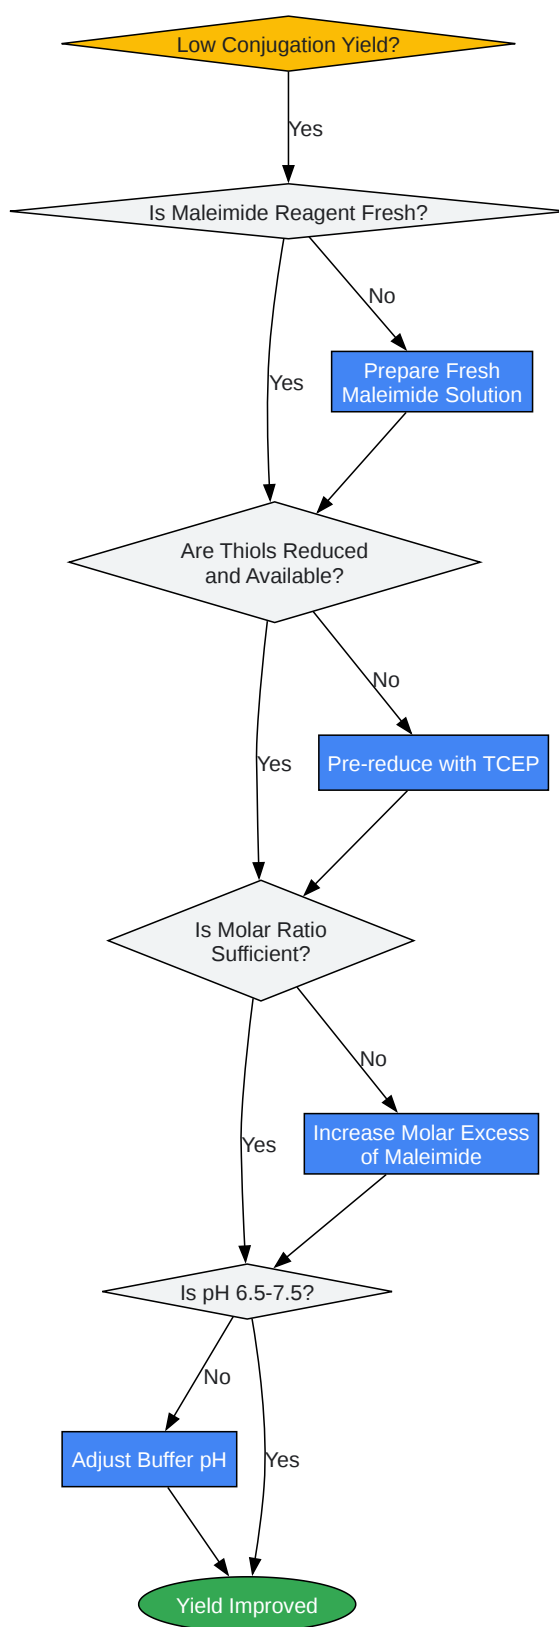 Low Conjugation Yield?
Yes
Is Maleimide Reagent Fresh?
No
Prepare Fresh
Maleimide Solution
Yes
Are Thiols Reduced
and Available?
No
Pre-reduce with TCEP
Yes
Is Molar Ratio
Sufficient?
No
Increase Molar Excess
of Maleimide
Yes
Is pH 6.5-7.5?
No
Adjust Buffer pH
Yes
Yield Improved